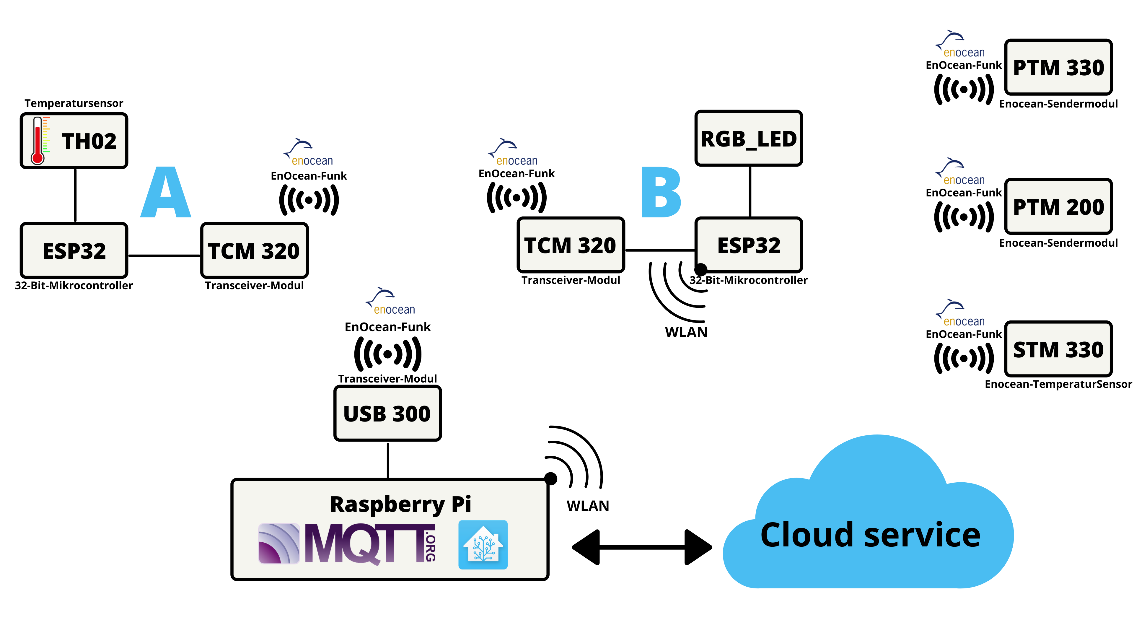 Temperatursensor
TH02
A
ESP32
32-Bit-Mikrocontroller
TCM 320
Transceiver-Modul
enocean
EnOcean-Funk
enocean
EnOcean-Funk
B
RGB_LED
TCM 320
Transceiver-Modul
ESP32
32-Bit-Mikrocontroller
WLAN
enocean
EnOcean-Funk
PTM 330
Enocean-Sendermodul
enocean
EnOcean-Funk
PTM 200
Enocean-Sendermodul
enocean
EnOcean-Funk
STM 330
Enocean-TemperaturSensor
enocean
EnOcean-Funk
Transceiver-Modul
USB 300
Raspberry Pi
MQTT.ORG
WLAN
Cloud service